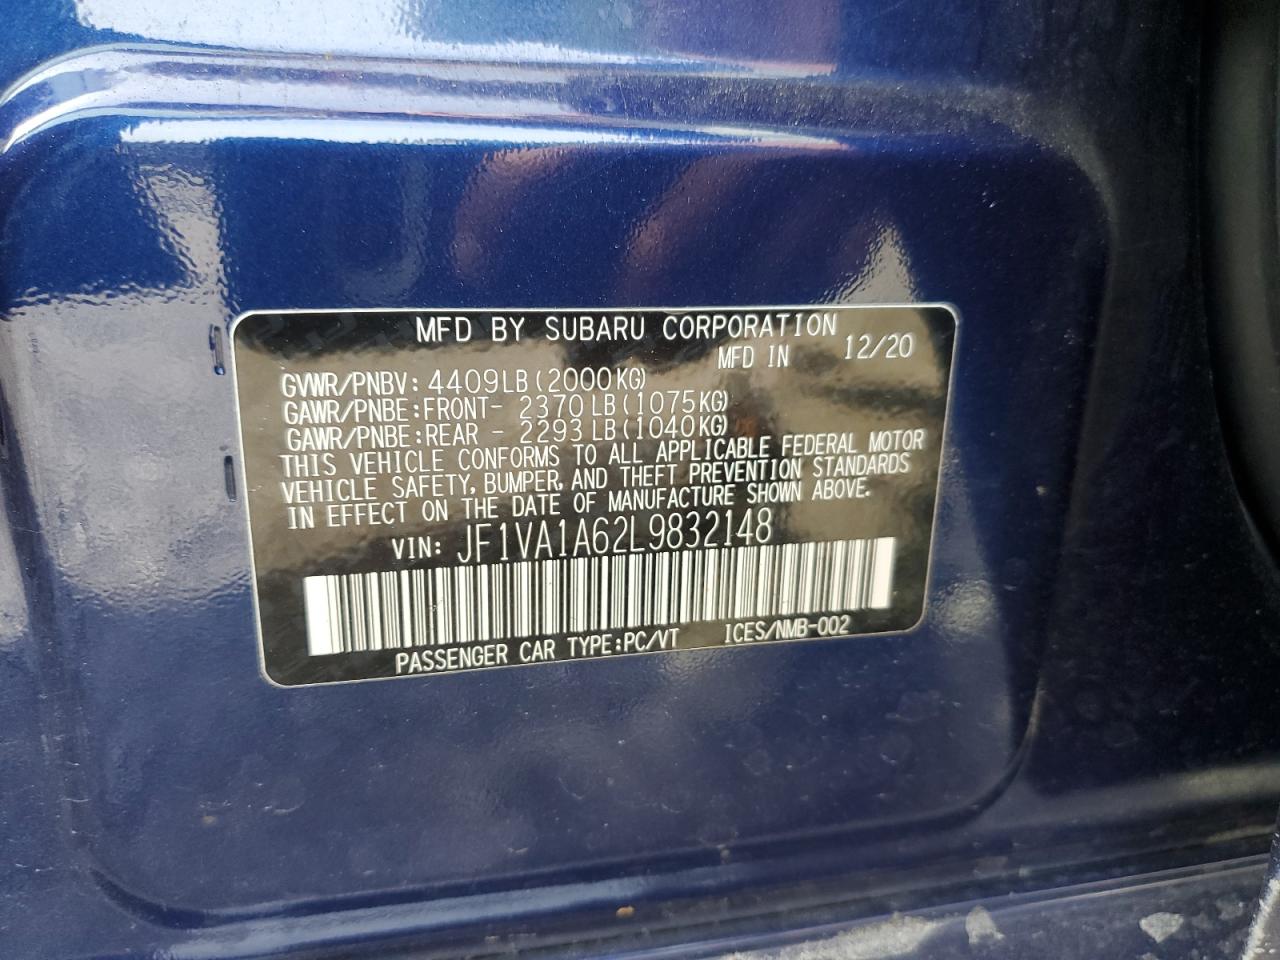 MFD BY SUBARU CORPORATION
MFD IN 12/20
GVWR/PNBV: 4409LB(2000KG)
GAWR/PNBE:FRONT- 2370LB(1075KG)
GAWR/PNBE:REAR - 2293LB(1040KG)
THIS VEHICLE CONFORMS TO ALL APPLICABLE FEDERAL MOTOR
VEHICLE SAFETY, BUMPER, AND THEFT PREVENTION STANDARDS
IN EFFECT ON THE DATE OF MANUFACTURE SHOWN ABOVE.
VIN: JF1VA1A62L9832148
PASSENGER CAR TYPE:PC/VT ICES/NMB-002